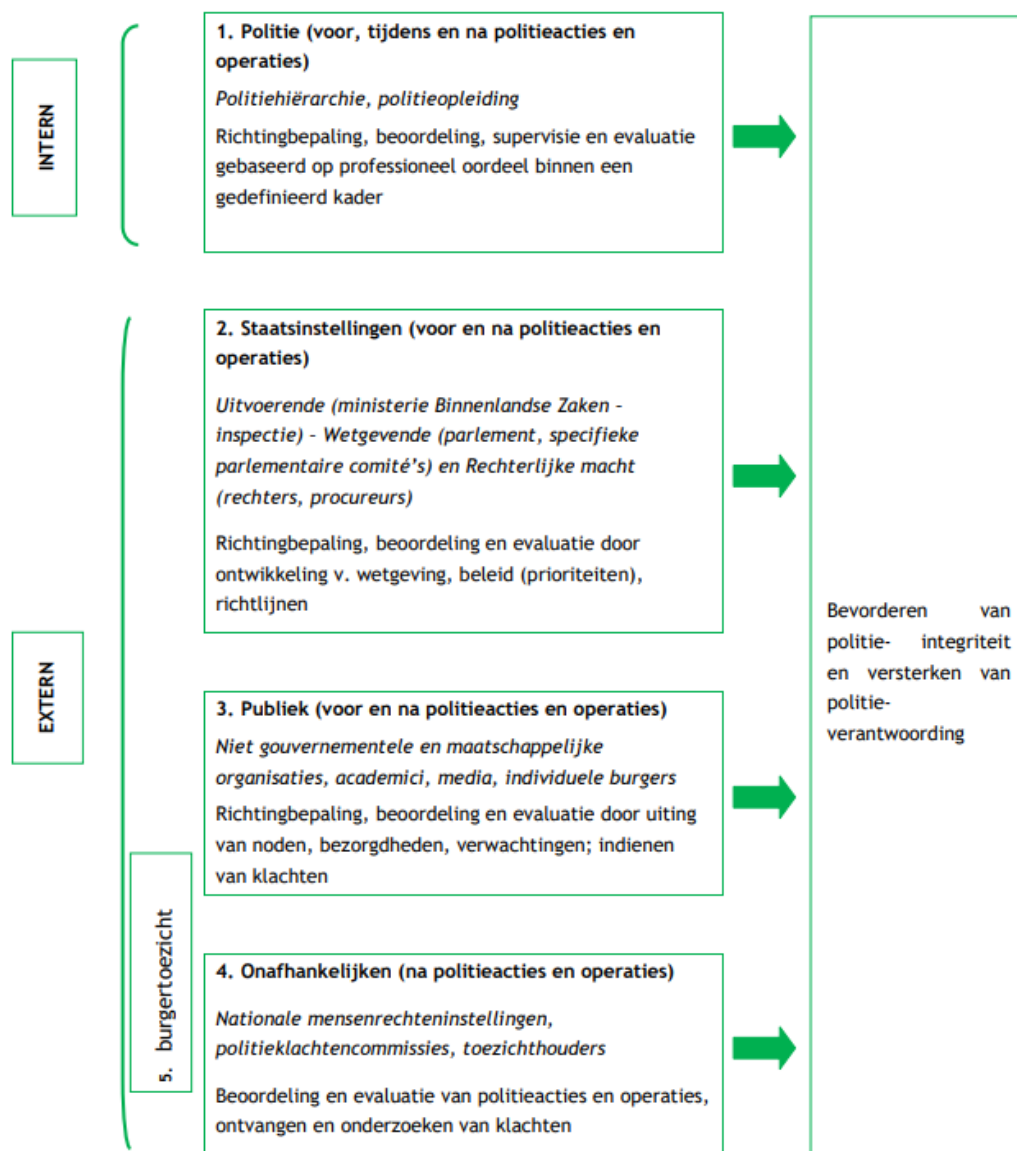 INTERN
1. Politie (voor, tijdens en na politieacties en
operaties)
Politiehiërarchie, politieopleiding
Richtingbepaling, beoordeling, supervisie en evaluatie
gebaseerd op professioneel oordeel binnen een
gedefinieerd kader
EXTERN
2. Staatsinstellingen (voor en na politieacties en
operaties)
Uitvoerende (ministerie Binnenlandse Zaken –
inspectie) – Wetgevende (parlement, specifieke
parlementaire comité's) en Rechterlijke macht
(rechters, procureurs)
Richtingbepaling, beoordeling en evaluatie door
ontwikkeling v. wetgeving, beleid (prioriteiten),
richtlijnen
3. Publiek (voor en na politieacties en operaties)
Niet gouvernementele en maatschappelijke
organisaties, academici, media, individuele burgers
Richtingbepaling, beoordeling en evaluatie door uiting
van noden, bezorgdheden, verwachtingen; indienen
van klachten
5. burgertoezicht
4. Onafhankelijken (na politieacties en operaties)
Nationale mensenrechteninstellingen,
politieklachtencommissies, toezichthouders
Beoordeling en evaluatie van politieacties en operaties,
ontvangen en onderzoeken van klachten
Bevorderen van
politie- integriteit
en versterken van
politie-
verantwoording